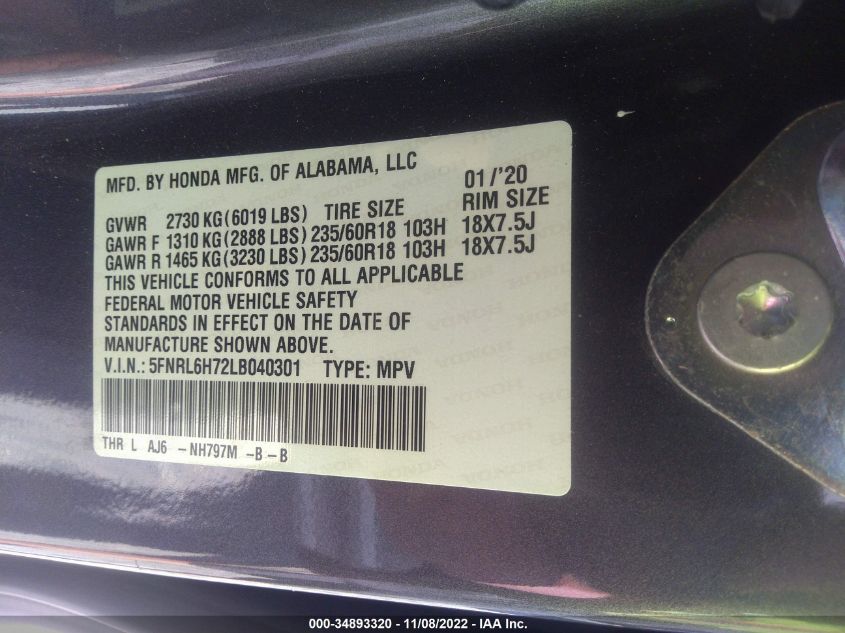 MFD. BY HONDA MFG. OF ALABAMA, LLC 01/'20
GVWR 2730 KG(6019 LBS) TIRE SIZE RIM SIZE
GAWR F 1310 KG(2888 LBS) 235/60R18 103H 18X7.5J
GAWR R 1465 KG(3230 LBS) 235/60R18 103H 18X7.5J
THIS VEHICLE CONFORMS TO ALL APPLICABLE
FEDERAL MOTOR VEHICLE SAFETY
STANDARDS IN EFFECT ON THE DATE OF
MANUFACTURE SHOWN ABOVE.
V.I.N.: 5FNRL6H72LB040301 TYPE: MPV
THR L AJ6 -NH797M -B -B
000-34893320 - 11/08/2022 - IAA Inc.